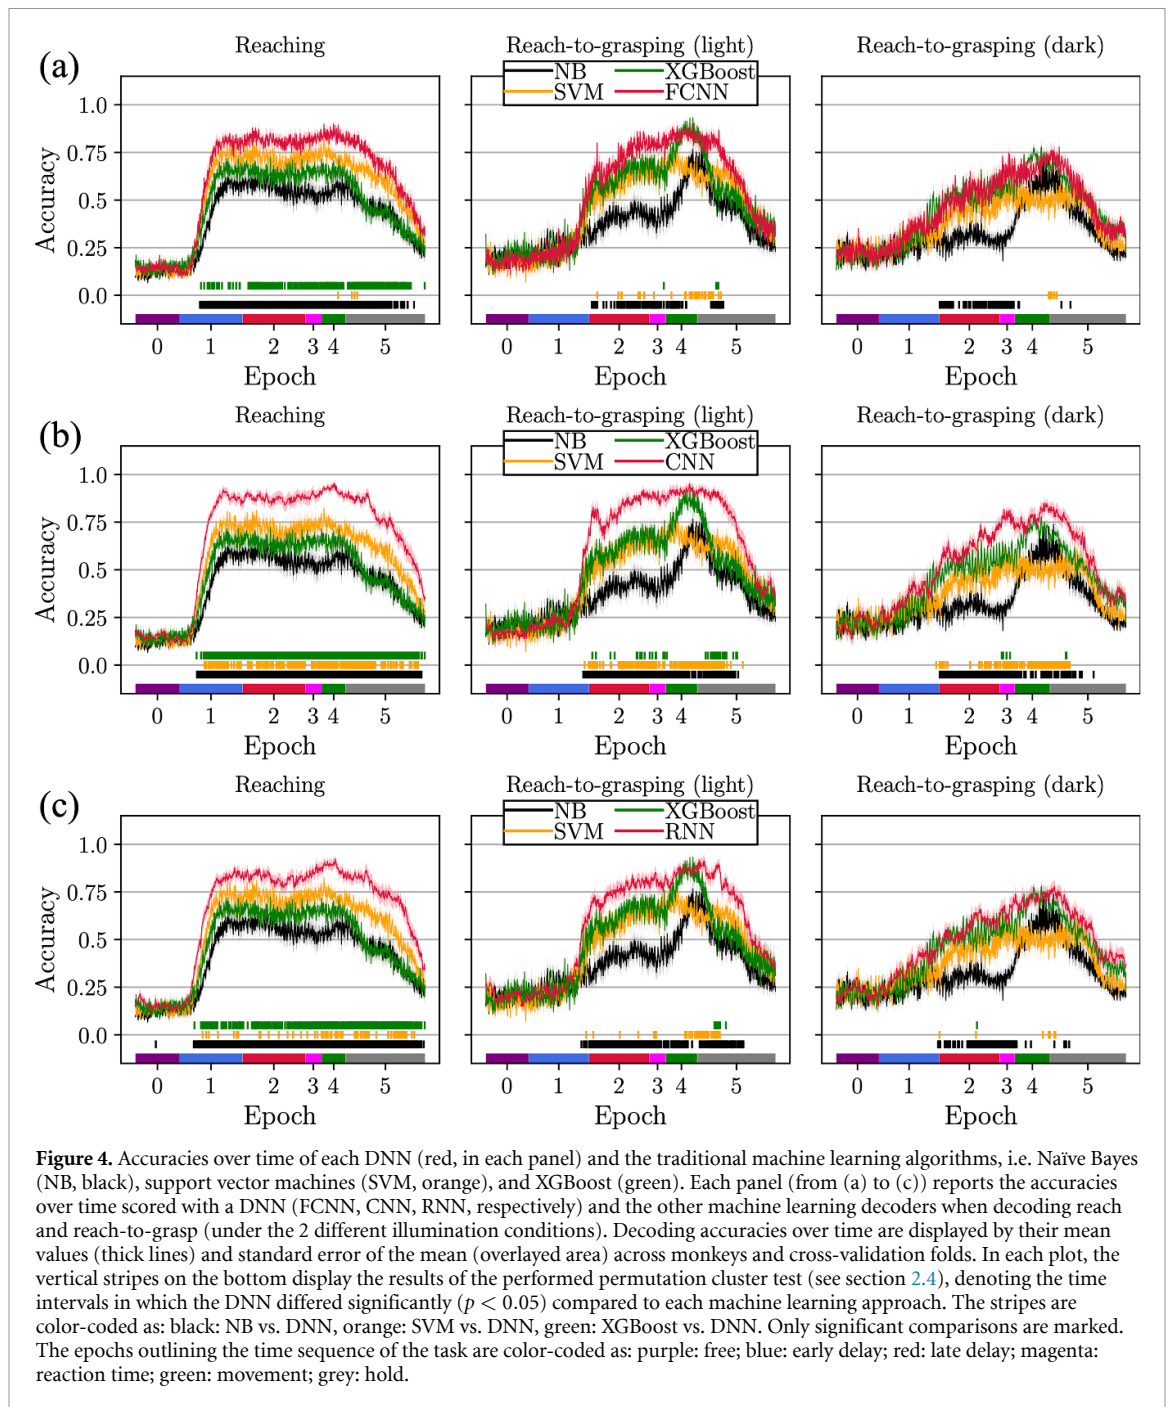 Reaching
Reach-to-grasping (light)
Reach-to-grasping (dark)
(a)
NB
XGBoost
SVM
FCNN
1.0
0.75
0.5
0.25
0.0
Accuracy
0 1 2 3 4 5
0 1 2 3 4 5
0 1 2 3 4 5
Epoch
Epoch
Epoch
Reaching
Reach-to-grasping (light)
Reach-to-grasping (dark)
(b)
NB
XGBoost
SVM
CNN
1.0
0.75
0.5
0.25
0.0
Accuracy
0 1 2 3 4 5
0 1 2 3 4 5
0 1 2 3 4 5
Epoch
Epoch
Epoch
Reaching
Reach-to-grasping (light)
Reach-to-grasping (dark)
(c)
NB
XGBoost
SVM
RNN
1.0
0.75
0.5
0.25
0.0
Accuracy
0 1 2 3 4 5
0 1 2 3 4 5
0 1 2 3 4 5
Epoch
Epoch
Epoch
Figure 4. Accuracies over time of each DNN (red, in each panel) and the traditional machine learning algorithms, i.e. Naïve Bayes
(NB, black), support vector machines (SVM, orange), and XGBoost (green). Each panel (from (a) to (c)) reports the accuracies
over time scored with a DNN (FCNN, CNN, RNN, respectively) and the other machine learning decoders when decoding reach
and reach-to-grasp (under the 2 different illumination conditions). Decoding accuracies over time are displayed by their mean
values (thick lines) and standard error of the mean (overlayed area) across monkeys and cross-validation folds. In each plot, the
vertical stripes on the bottom display the results of the performed permutation cluster test (see section 2.4), denoting the time
intervals in which the DNN differed significantly (p < 0.05) compared to each machine learning approach. The stripes are
color-coded as: black: NB vs. DNN, orange: SVM vs. DNN, green: XGBoost vs. DNN. Only significant comparisons are marked.
The epochs outlining the time sequence of the task are color-coded as: purple: free; blue: early delay; red: late delay; magenta:
reaction time; green: movement; grey: hold.